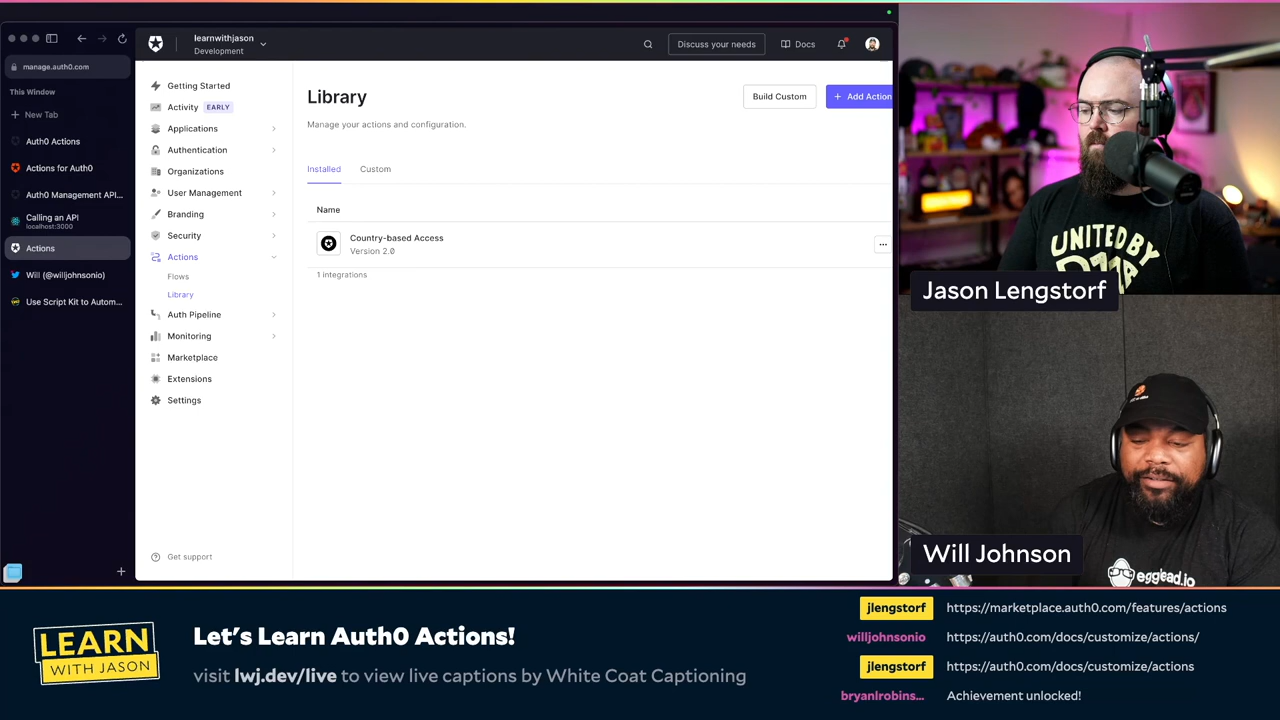 learnwithjason
Development
Discuss your needs
Docs
manage.auth0.com
This Window
New Tab
Auth0 Actions
Actions for Auth0
Auth0 Management API...
Calling an API
localhost:3000
Actions
Will (@willjohnsonio)
Use Script Kit to Autom...
Getting Started
Activity EARLY
Applications
Authentication
Organizations
User Management
Branding
Security
Actions
Flows
Library
Auth Pipeline
Monitoring
Marketplace
Extensions
Settings
Get support
Library
Build Custom
+ Add Action
Manage your actions and configuration.
Installed
Custom
Name
Country-based Access
Version 2.0
...
1 integrations
UNITED BY
Jason Lengstorf
Will Johnson
egghead.io
LEARN
WITH JASON
Let's Learn Auth0 Actions!
visit lwj.dev/live to view live captions by White Coat Captioning
jlengstorf https://marketplace.auth0.com/features/actions
willjohnsonio https://auth0.com/docs/customize/actions/
jlengstorf https://auth0.com/docs/customize/actions
bryanlrobins... Achievement unlocked!